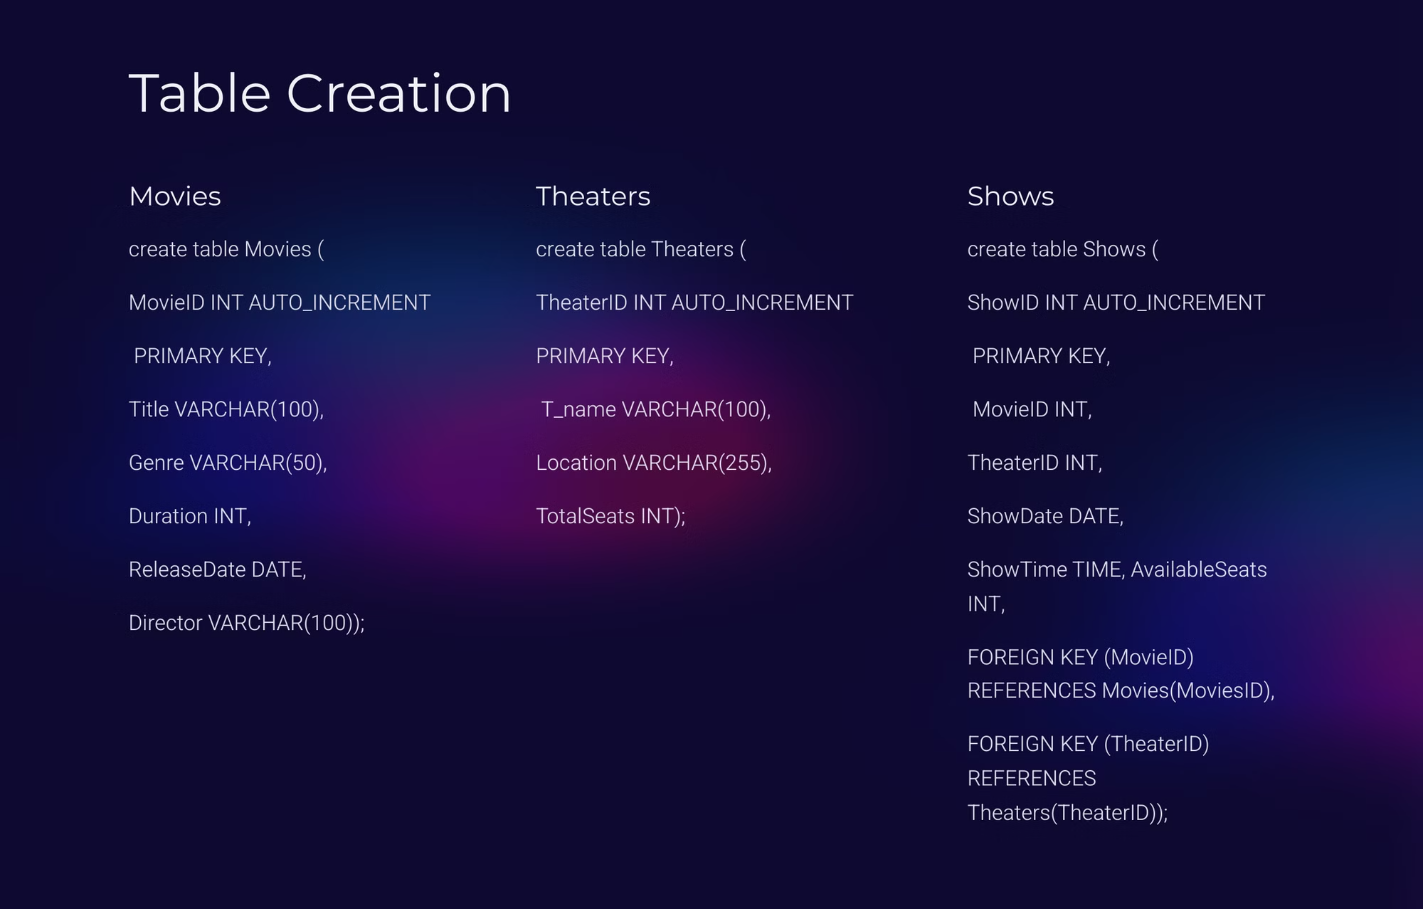 Table Creation
Movies
create table Movies (
MovieID INT AUTO_INCREMENT
PRIMARY KEY,
Title VARCHAR(100),
Genre VARCHAR(50),
Duration INT,
ReleaseDate DATE,
Director VARCHAR(100));
Theaters
create table Theaters (
TheaterID INT AUTO_INCREMENT
PRIMARY KEY,
T_name VARCHAR(100),
Location VARCHAR(255),
TotalSeats INT);
Shows
create table Shows (
ShowID INT AUTO_INCREMENT
PRIMARY KEY,
MovieID INT,
TheaterID INT,
ShowDate DATE,
ShowTime TIME, AvailableSeats
INT,
FOREIGN KEY (MovieID)
REFERENCES Movies(MoviesID),
FOREIGN KEY (TheaterID)
REFERENCES
Theaters(TheaterID));